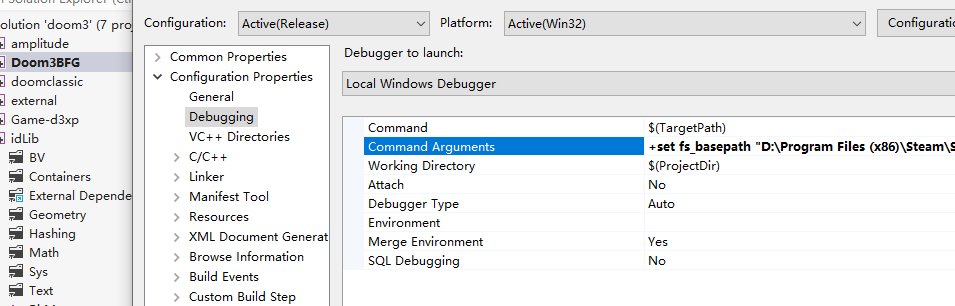 Configuration: Active(Release) Platform: Active(Win32)
olution 'doom3' (7 proj
amplitude
Doom3BFG
doomclassic
external
Game-d3xp
idLib
BV
Containers
External Depende
Geometry
Hashing
Math
Sys
Text
Common Properties
Configuration Properties
General
Debugging
VC++ Directories
C/C++
Linker
Manifest Tool
Resources
XML Document Generat
Browse Information
Build Events
Custom Build Step
Debugger to launch:
Local Windows Debugger
Command $(TargetPath)
Command Arguments +set fs_basepath "D:\Program Files (x86)\Steam\S
Working Directory $(ProjectDir)
Attach No
Debugger Type Auto
Environment
Merge Environment Yes
SQL Debugging No
Configuratio